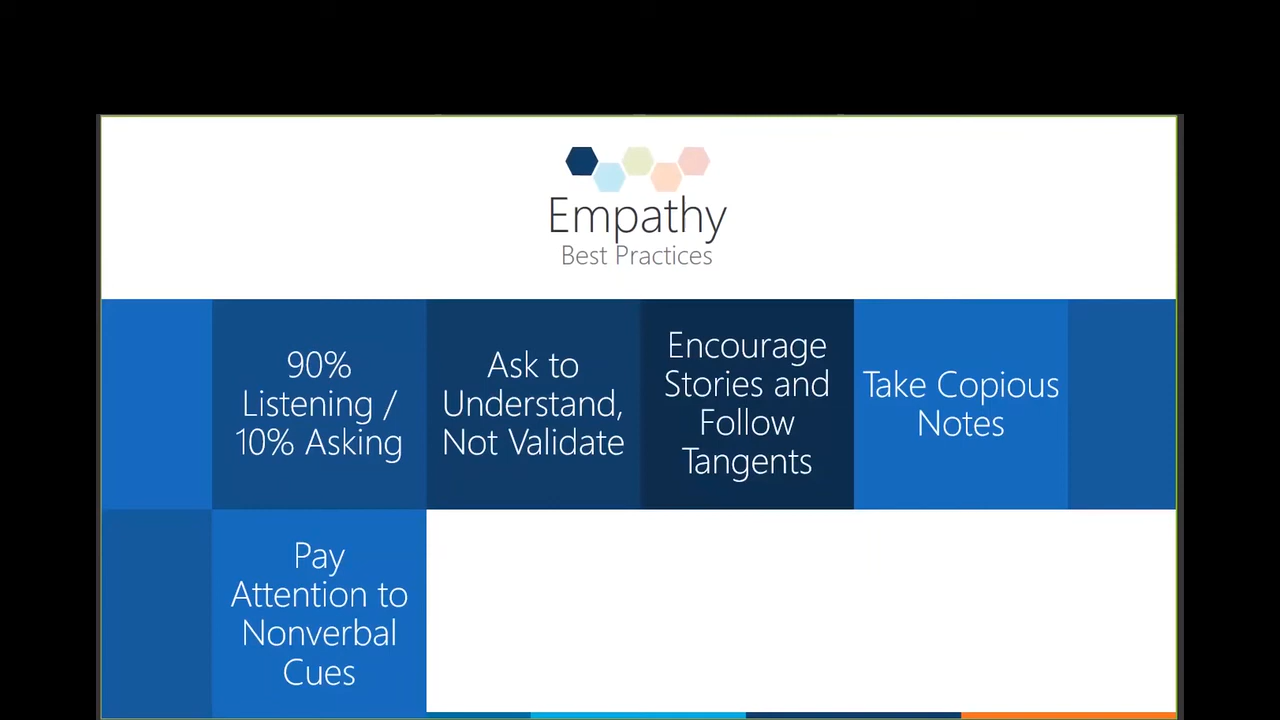 Empathy
Best Practices
90%
Listening /
10% Asking
Ask to
Understand,
Not Validate
Encourage
Stories and
Follow
Tangents
Take Copious
Notes
Pay
Attention to
Nonverbal
Cues